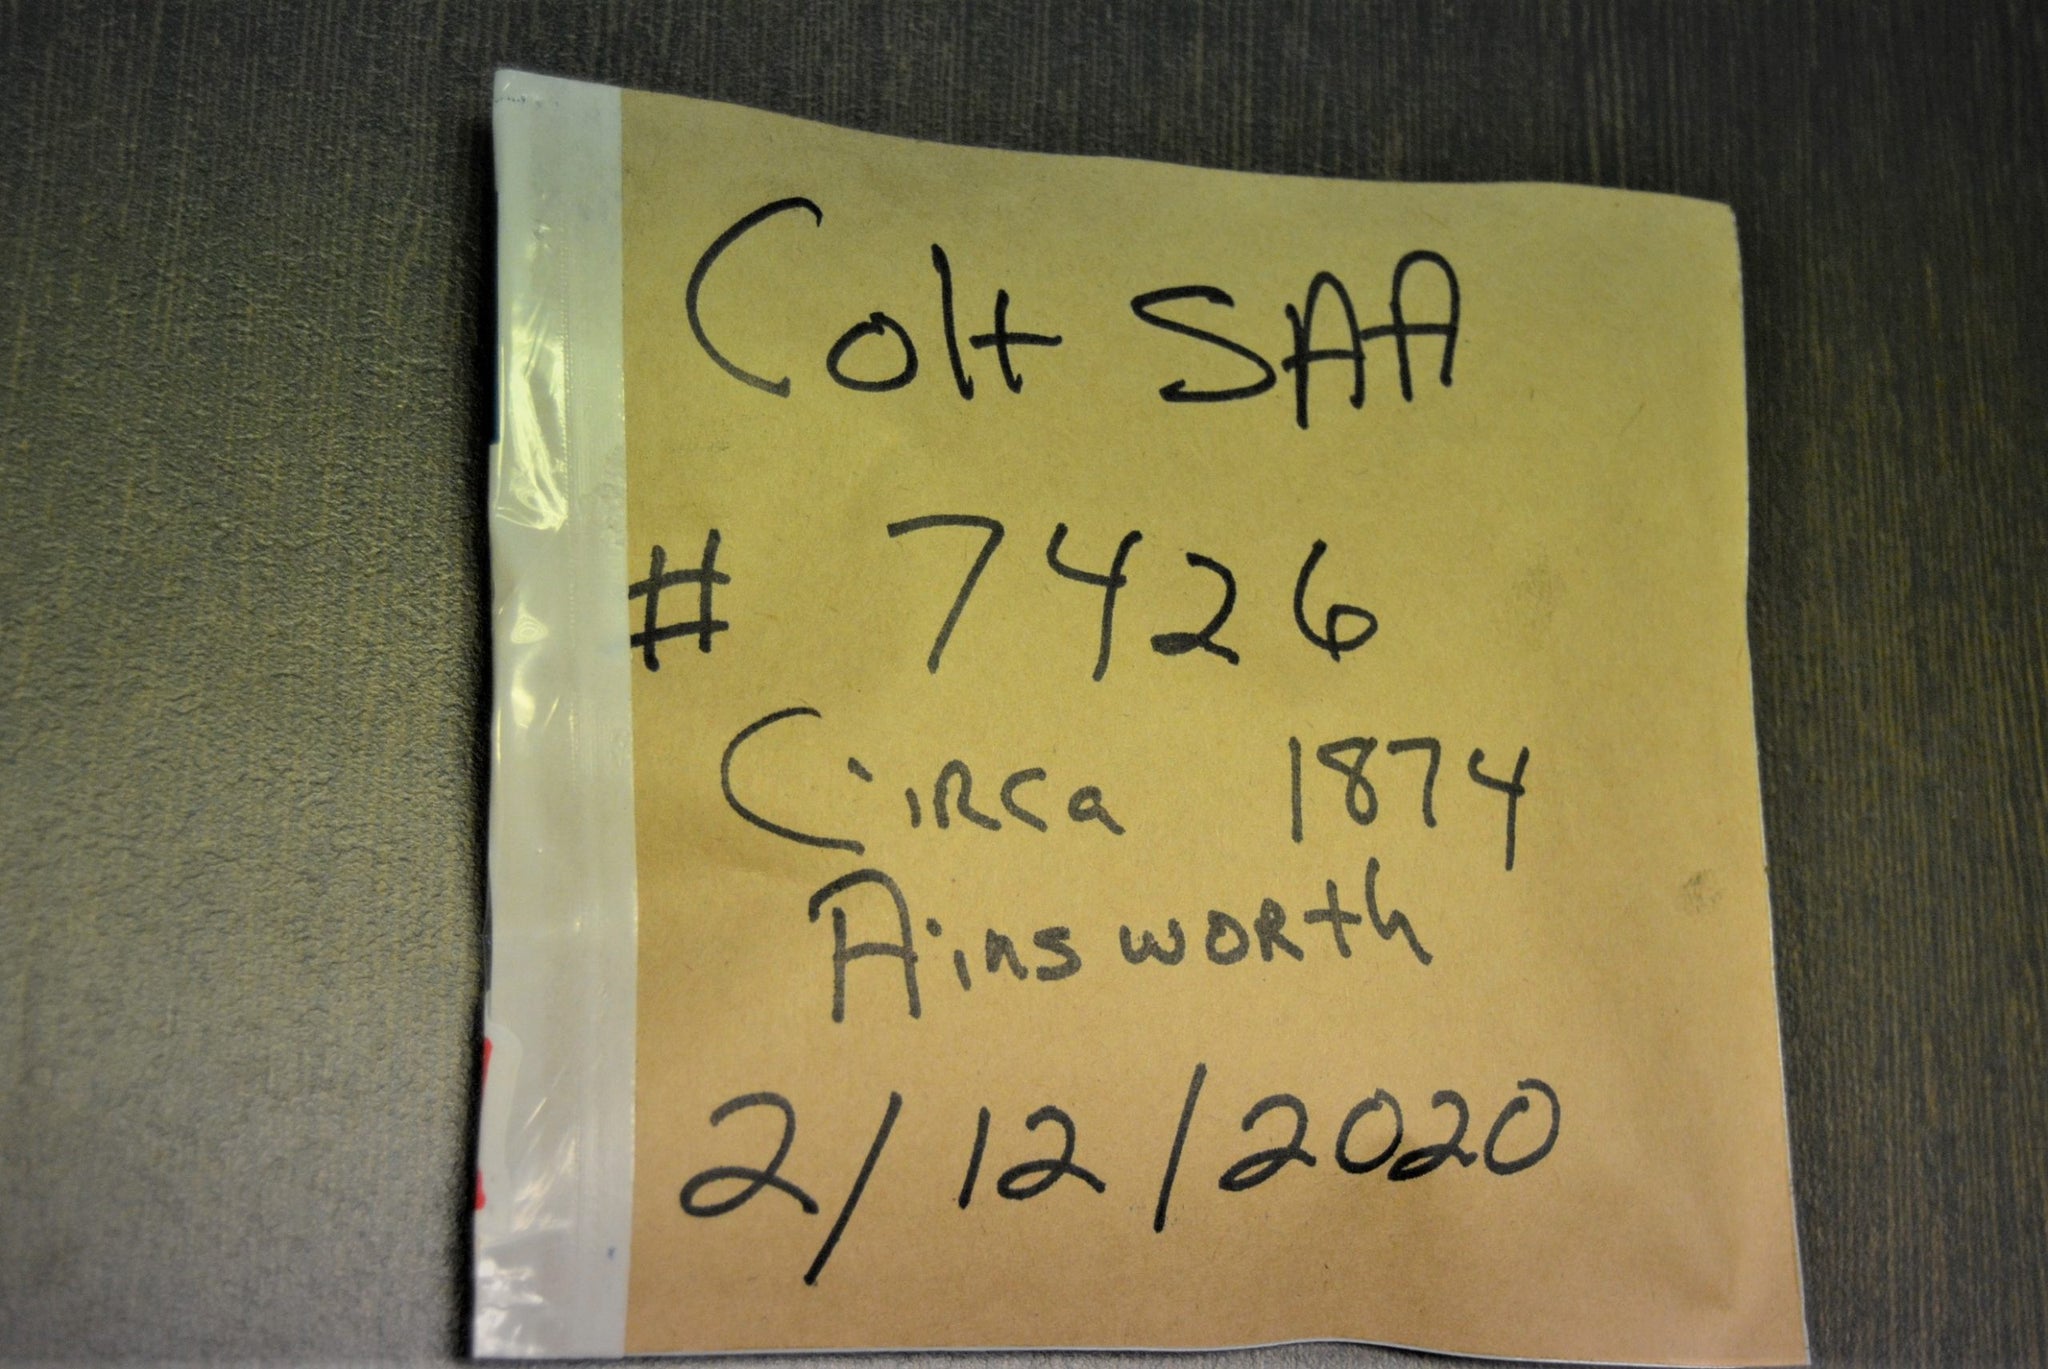 Colt SAA
# 7426
Circa 1874
Ainsworth
2/12/2020